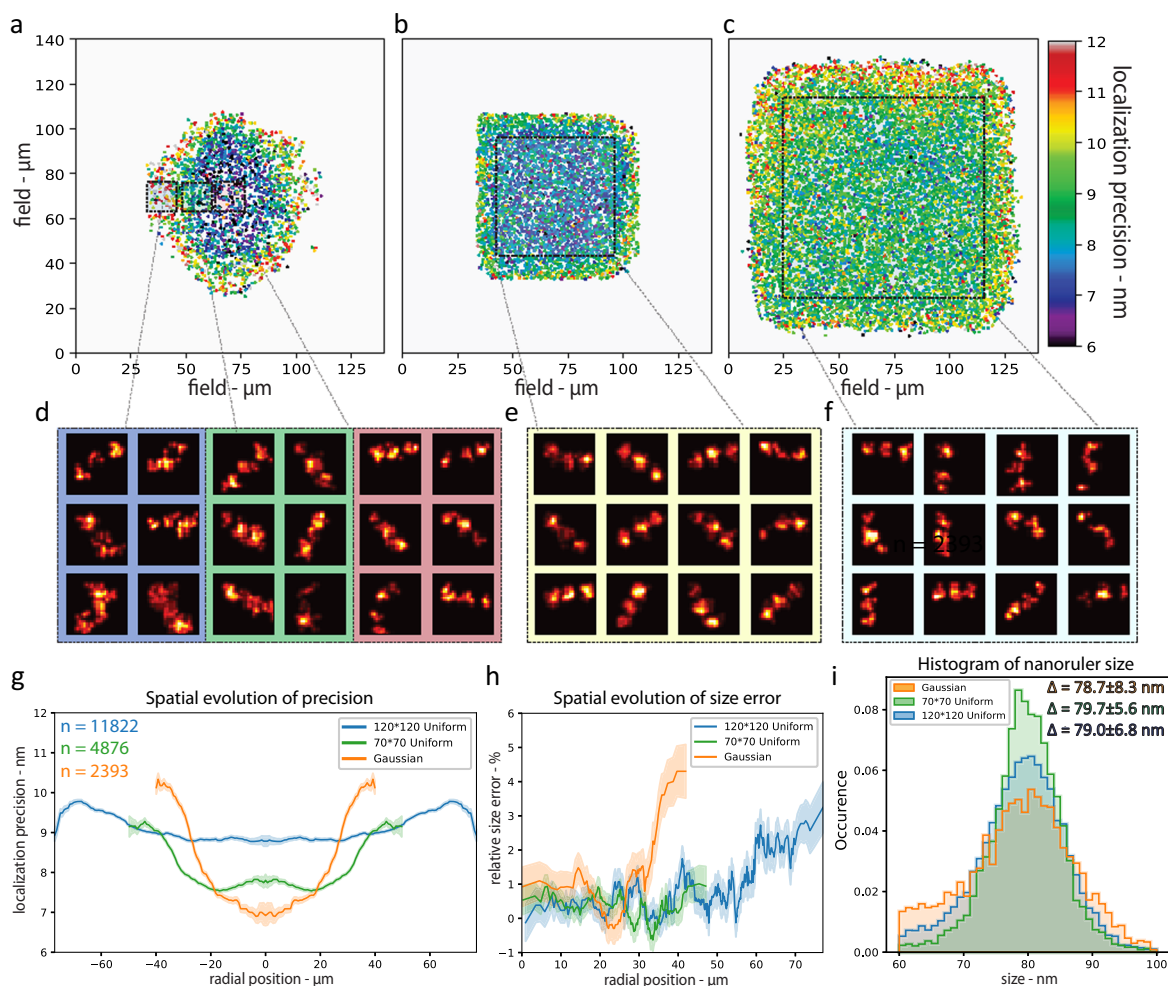 a
b
c
140
120
100
80
60
40
20
0
field - µm
0 25 50 75 100 125
field - µm
0 25 50 75 100 125
field - µm
0 25 50 75 100 125
field - µm
12
11
10
9
8
7
6
localization precision - nm
d
e
f
n = 2393
g
Spatial evolution of precision
n = 11822
n = 4876
n = 2393
120*120 Uniform
70*70 Uniform
Gaussian
12
11
10
9
8
7
6
localization precision - nm
−60 −40 −20 0 20 40 60
radial position - µm
h
Spatial evolution of size error
120*120 Uniform
70*70 Uniform
Gaussian
6
5
4
3
2
1
0
−1
relative size error - %
0 10 20 30 40 50 60 70
radial position - µm
i
Histogram of nanoruler size
Gaussian
70*70 Uniform
120*120 Uniform
Δ = 78.7±8.3 nm
Δ = 79.7±5.6 nm
Δ = 79.0±6.8 nm
0.08
0.06
0.04
0.02
0.00
Occurrence
60 70 80 90 100
size - nm